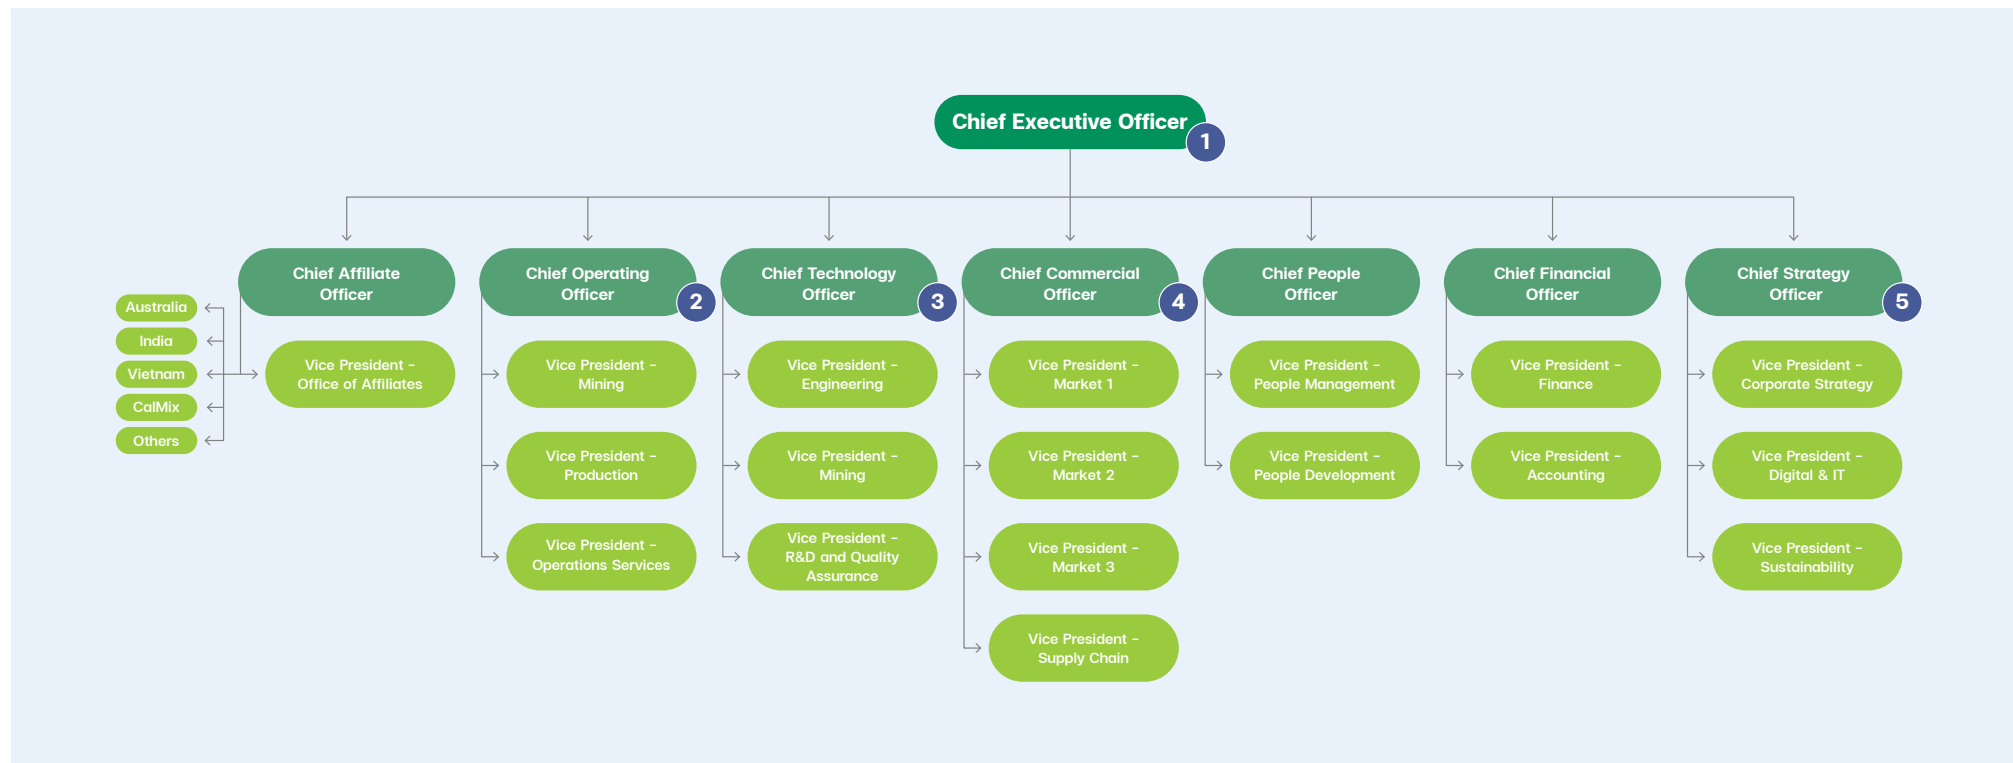 Chief Executive Officer
1
Chief Affiliate
Officer
Australia
India
Vietnam
CalMix
Others
Vice President -
Office of Affiliates
Chief Operating
Officer
2
Vice President -
Mining
Vice President -
Production
Vice President -
Operations Services
Chief Technology
Officer
3
Vice President -
Engineering
Vice President -
Mining
Vice President -
R&D and Quality
Assurance
Chief Commercial
Officer
4
Vice President -
Market 1
Vice President -
Market 2
Vice President -
Market 3
Vice President -
Supply Chain
Chief People
Officer
Vice President -
People Management
Vice President -
People Development
Chief Financial
Officer
Vice President -
Finance
Vice President -
Accounting
Chief Strategy
Officer
5
Vice President -
Corporate Strategy
Vice President -
Digital & IT
Vice President -
Sustainability